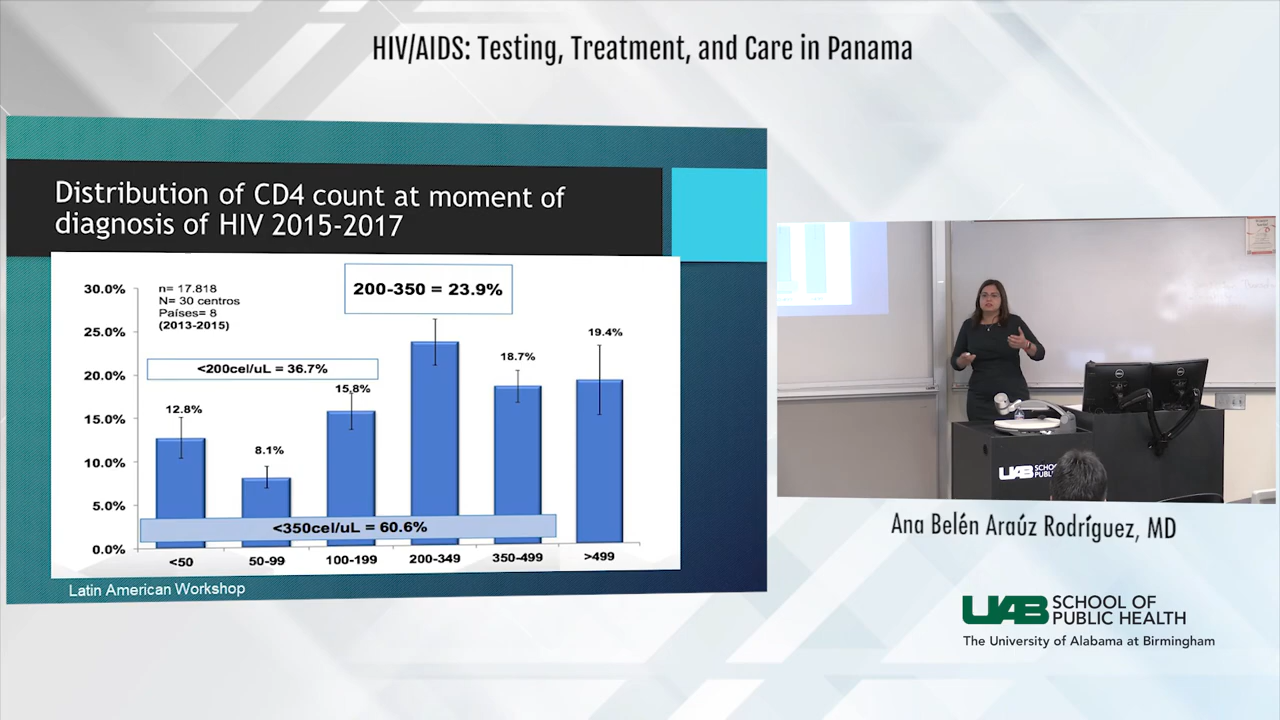 HIV/AIDS: Testing, Treatment, and Care in Panama
Distribution of CD4 count at moment of
diagnosis of HIV 2015-2017
n= 17.818
N= 30 centros
Países= 8
(2013-2015)
200-350 = 23.9%
<200cel/uL = 36.7%
<350cel/uL = 60.6%
30.0%
25.0%
20.0%
15.0%
10.0%
5.0%
0.0%
12.8%
8.1%
15,8%
18.7%
19.4%
<50
50-99
100-199
200-349
350-499
>499
Latin American Workshop
DELL
DELL
UAB SCHO
PUBL
Ana Belén Araúz Rodríguez, MD
UAB SCHOOL OF
PUBLIC HEALTH
The University of Alabama at Birmingham